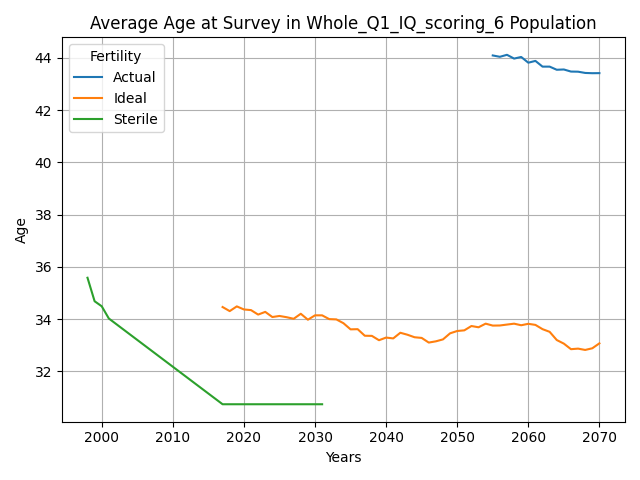 Average Age at Survey in Whole_Q1_IQ_scoring_6 Population
Fertility
Actual
Ideal
Sterile
Age
44
42
40
38
36
34
32
2000
2010
2020
2030
2040
2050
2060
2070
Years